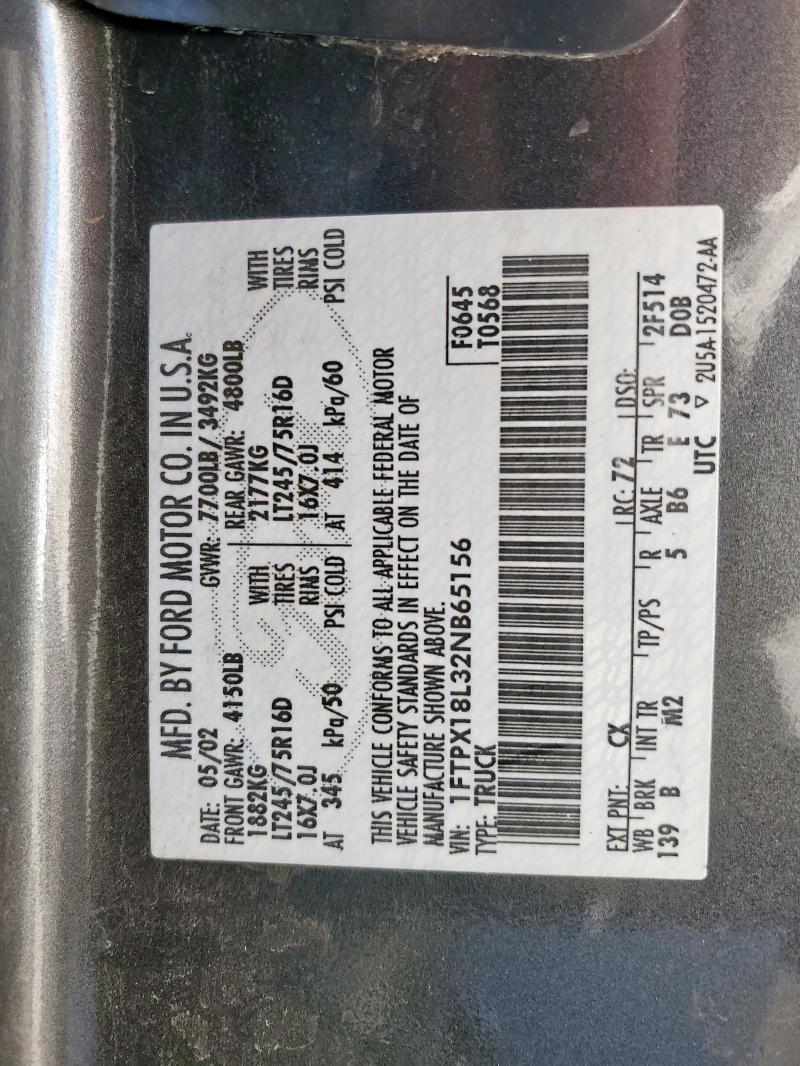 MFD. BY FORD MOTOR CO. IN U.S.A.
DATE: 05/02 GVWR: 7700LB / 3492KG
FRONT GAWR: 4150LB REAR GAWR: 4800LB
1882KG WITH 2177KG WITH
LT245/75R16D TIRES LT245/75R16D TIRES
16X7.0J RIMS 16X7.0J RIMS
AT 345 kPa/50 PSI COLD AT 414 kPa/60 PSI COLD
THIS VEHICLE CONFORMS TO ALL APPLICABLE FEDERAL MOTOR
VEHICLE SAFETY STANDARDS IN EFFECT ON THE DATE OF
MANUFACTURE SHOWN ABOVE.
VIN: 1FTPX18L32NB65156 F0645
TYPE: TRUCK T0568
EXT PNT: CX RC: 72 DSO:
WB BRK INT TR TP/PS R AXLE TR SPR 2F514
139 B M2 5 B6 E 73 D0B
UTC ▽ 2U5A-1520472-AA